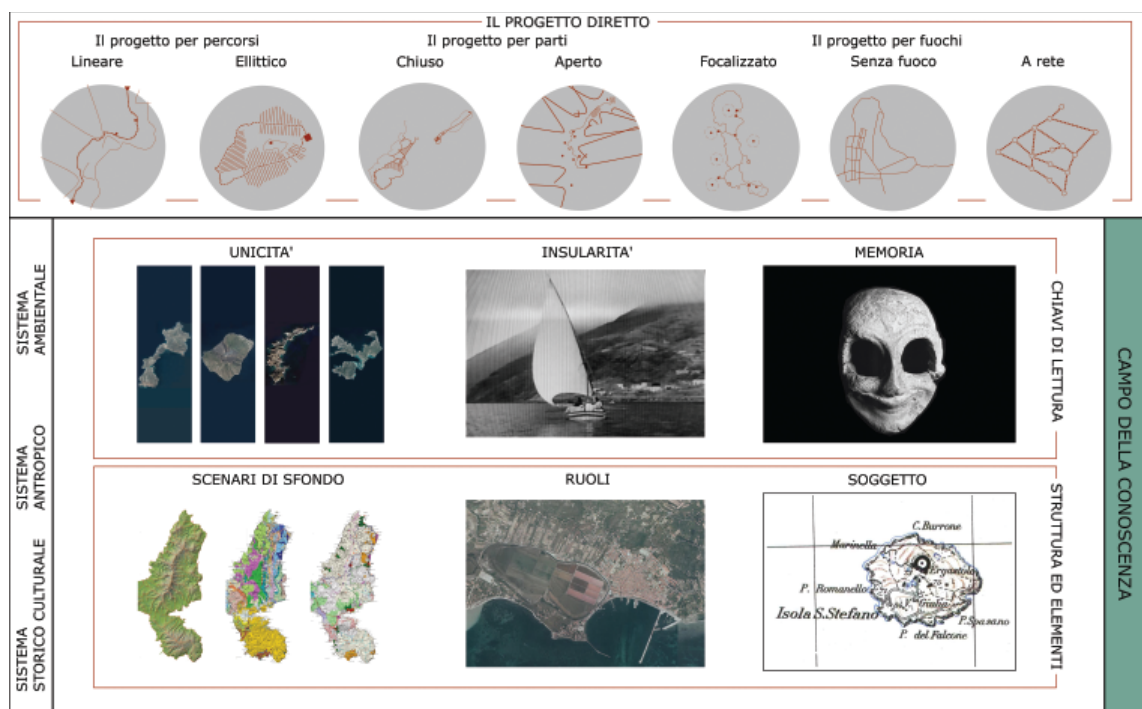 IL PROGETTO DIRETTO
Il progetto per percorsi
Il progetto per parti
Il progetto per fuochi
Lineare
Ellittico
Chiuso
Aperto
Focalizzato
Senza fuoco
A rete
SISTEMA
AMBIENTALE
SISTEMA
ANTROPICO
SISTEMA
STORICO CULTURALE
UNICITA'
INSULARITA'
MEMORIA
CHIAVI DI LETTURA
SCENARI DI SFONDO
RUOLI
SOGGETTO
C. Burrone
Marinella
Ergastolo
P. Romanello
Isola S. Stefano
P. Spasano
P. del Falcone
STRUTTURA ED ELEMENTI
CAMPO DELLA CONOSCENZA